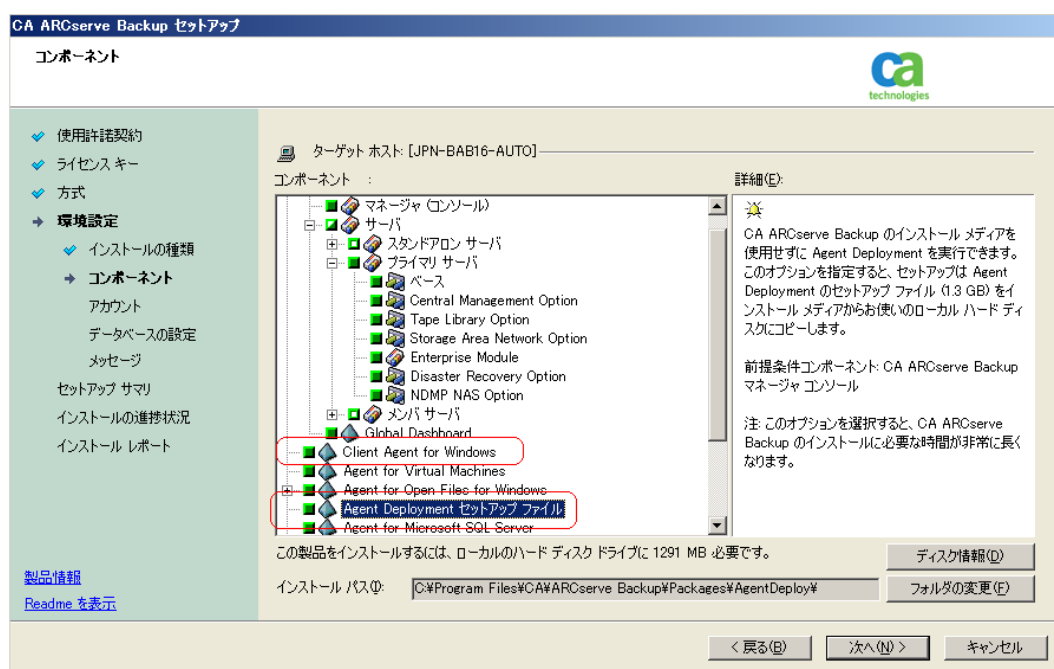 CA ARCserve Backup セットアップ
コンポーネント
ca
technologies
使用許諾契約
ライセンス キー
方式
環境設定
インストールの種類
コンポーネント
アカウント
データベースの設定
メッセージ
セットアップ サマリ
インストールの進捗状況
インストール レポート
製品情報
Readme を表示
ターゲット ホスト: [JPN-BAB16-AUTO]
コンポーネント :
マネージャ (コンソール)
サーバ
スタンドアロン サーバ
プライマリ サーバ
ベース
Central Management Option
Tape Library Option
Storage Area Network Option
Enterprise Module
Disaster Recovery Option
NDMP NAS Option
メンバ サーバ
Global Dashboard
Client Agent for Windows
Agent for Virtual Machines
Agent for Open Files for Windows
Agent Deployment セットアップ ファイル
Agent for Microsoft SQL Server
詳細(E):
CA ARCserve Backup のインストール メディアを
使用せずに Agent Deployment を実行できます。
このオプションを指定すると、セットアップは Agent
Deployment のセットアップ ファイル (1.3 GB) をイ
ンストール メディアからお使いのローカル ハード ディ
スクにコピーします。
前提条件コンポーネント: CA ARCserve Backup
マネージャ コンソール
注: このオプションを選択すると、CA ARCserve
Backup のインストールに必要な時間が非常に長く
なります。
この製品をインストールするには、ローカルのハード ディスク ドライブに 1291 MB 必要です。
ディスク情報(D)
インストール パス(I):
C:¥Program Files¥CA¥ARCserve Backup¥Packages¥AgentDeploy¥
フォルダの変更(F)
< 戻る(B)
次へ(N) >
キャンセル